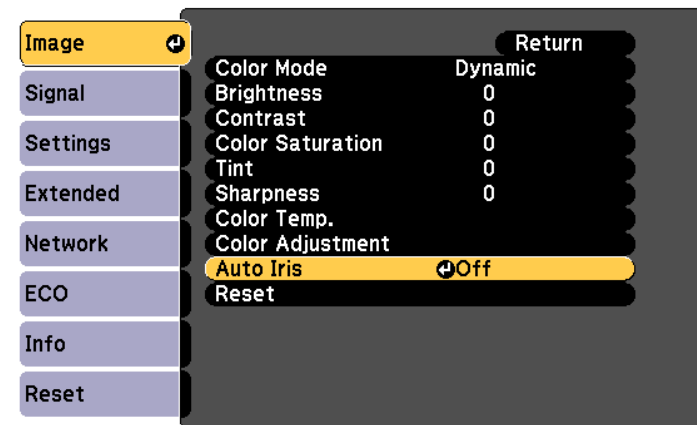 Image
Signal
Settings
Extended
Network
ECO
Info
Reset
Return
Color Mode Dynamic
Brightness 0
Contrast 0
Color Saturation 0
Tint 0
Sharpness 0
Color Temp.
Color Adjustment
Auto Iris Off
Reset